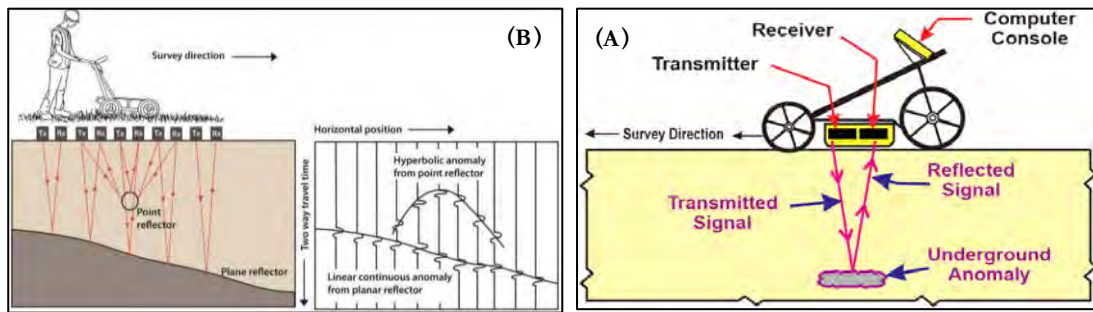 (B)
Survey direction
Tx Rx Tx Rx Tx Rx Tx Rx Tx Rx
Point
reflector
Plane reflector
Two way travel time
Horizontal position
Hyperbolic anomaly
from point reflector
Linear continuous anomaly
from planar reflector
(A)
Computer
Console
Receiver
Transmitter
Survey Direction
Reflected
Signal
Transmitted
Signal
Underground
Anomaly